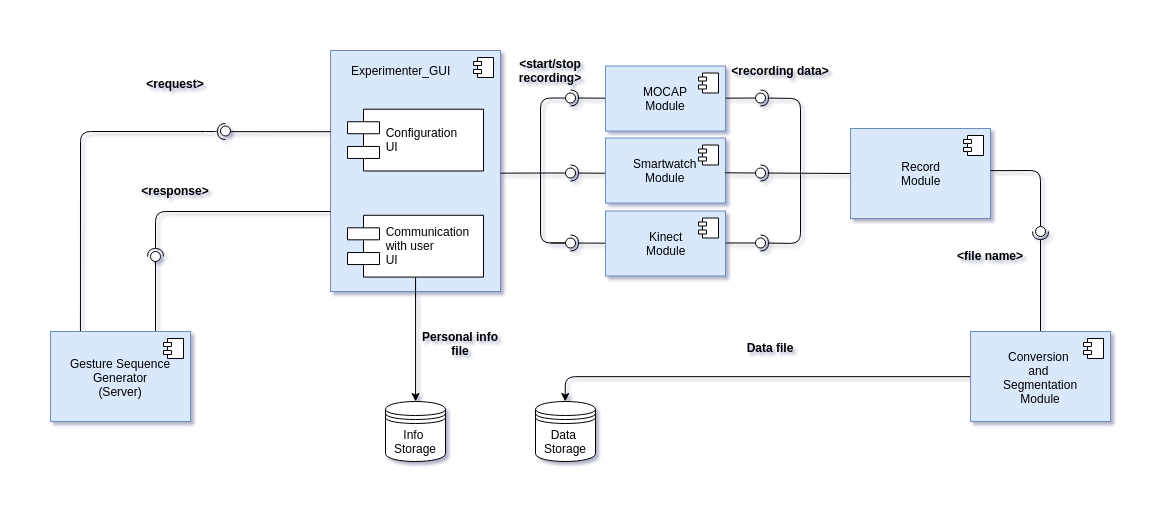 <request>
<response>
Experimenter_GUI
Configuration
UI
Communication
with user
UI
<start/stop
recording>
MOCAP
Module
Smartwatch
Module
Kinect
Module
<recording data>
Record
Module
<file name>
Gesture Sequence
Generator
(Server)
Personal info
file
Info
Storage
Data file
Data
Storage
Conversion
and
Segmentation
Module